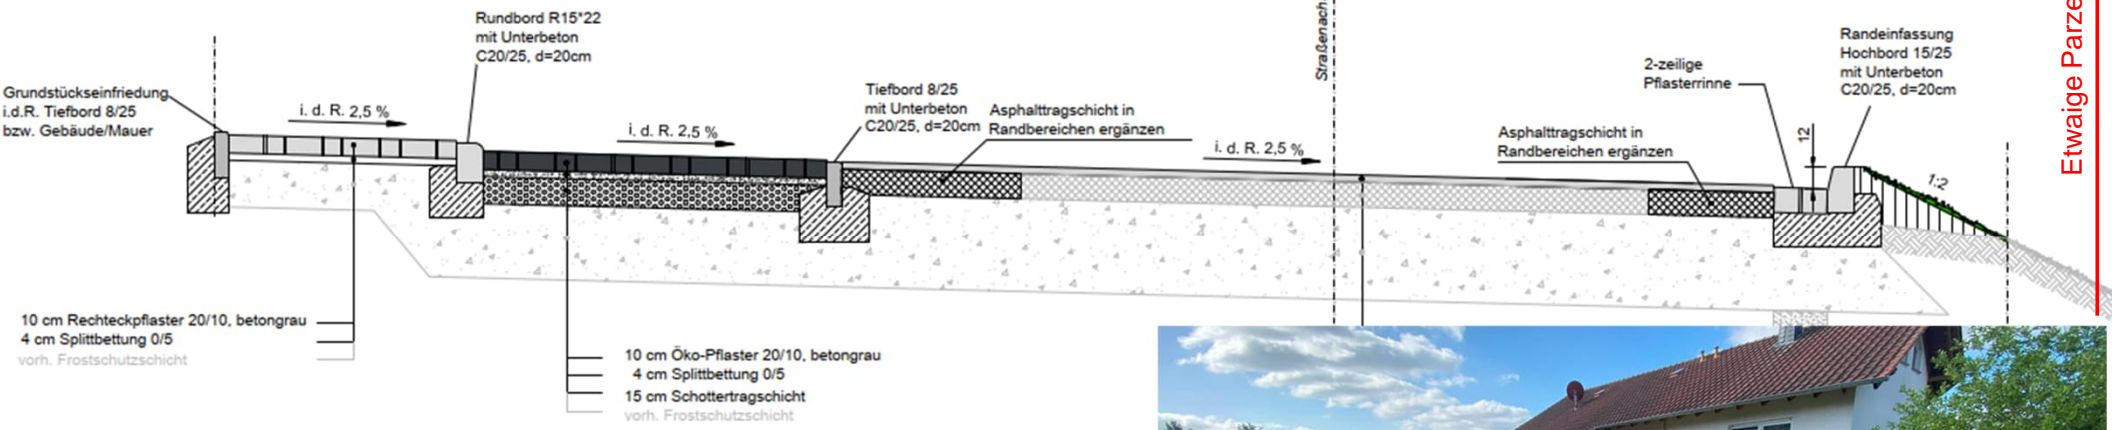 Grundstückseinfriedung
i.d.R. Tiefbord 8/25
bzw. Gebäude/Mauer
i. d. R. 2,5 %
Rundbord R15*22
mit Unterbeton
C20/25, d=20cm
i. d. R. 2,5 %
Tiefbord 8/25
mit Unterbeton
C20/25, d=20cm
Asphalttragschicht in
Randbereichen ergänzen
i. d. R. 2,5 %
Asphalttragschicht in
Randbereichen ergänzen
2-zeilige
Pflasterrinne
12
Randeinfassung
Hochbord 15/25
mit Unterbeton
C20/25, d=20cm
1:2
Etwaige
10 cm Rechteckpflaster 20/10, betongrau
4 cm Splittbettung 0/5
vorh. Frostschutzschicht
10 cm Öko-Pflaster 20/10, betongrau
4 cm Splittbettung 0/5
15 cm Schottertragschicht
vorh. Frostschutzschicht